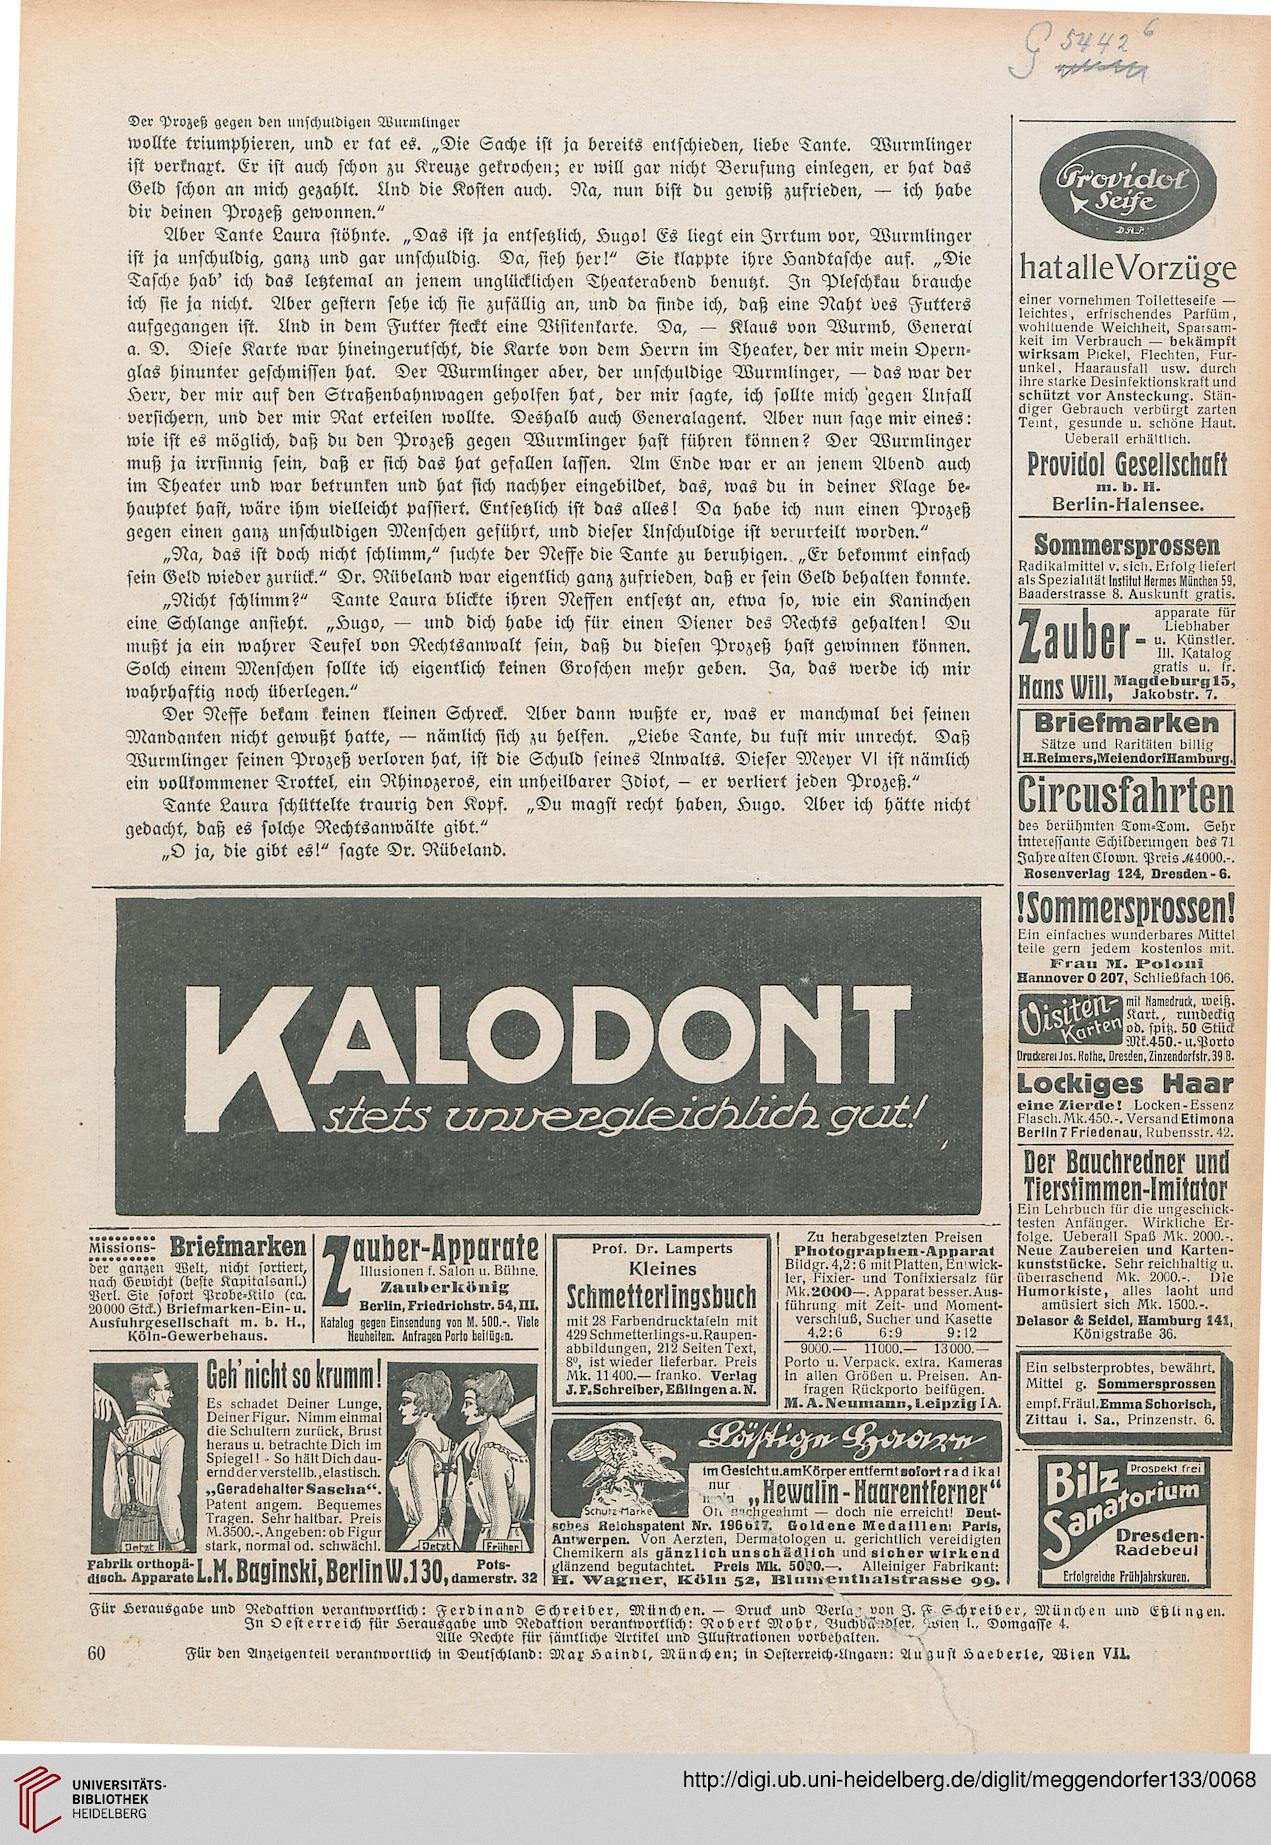 G 5442 6
Der Prozeß gegen den unschuldigen Wurmlinger
wollte triumphieren, und er tat es. „Die Sache ist ja bereits entschieden, liebe Tante. Wurmlinger
ist verknaxt. Er ist auch schon zu Kreuze gekrochen; er will gar nicht Berufung einlegen, er hat das
Geld schon an mich gezahlt. Und die Kosten auch. Na, nun bist du gewiß zufrieden, — ich habe
dir deinen Prozeß gewonnen.“
Aber Tante Laura stöhnte. „Das ist ja entsetzlich, Hugo! Es liegt ein Irrtum vor, Wurmlinger
ist ja unschuldig, ganz und gar unschuldig. Da, sieh her!“ Sie klappte ihre Handtasche auf. „Die
Tasche hab' ich das letztemal an jenem unglücklichen Theaterabend benutzt. In Pleschkau brauche
ich sie ja nicht. Aber gestern sehe ich sie zufällig an, und da finde ich, daß eine Naht des Futters
aufgegangen ist. Und in dem Futter steckt eine Visitenkarte. Da, — Klaus von Wurmb, General
a. D. Diese Karte war hineingerutscht, die Karte von dem Herrn im Theater, der mir mein Opern-
glas hinunter geschmissen hat. Der Wurmlinger aber, der unschuldige Wurmlinger, — das war der
Herr, der mir auf den Straßenbahnwagen geholfen hat, der mir sagte, ich sollte mich gegen Unfall
versichern, und der mir Rat erteilen wollte. Deshalb auch Generalagent. Aber nun sage mir eines:
wie ist es möglich, daß du den Prozeß gegen Wurmlinger hast führen können? Der Wurmlinger
muß ja irrsinnig sein, daß er sich das hat gefallen lassen. Am Ende war er an jenem Abend auch
im Theater und war betrunken und hat sich nachher eingebildet, das, was du in deiner Klage be-
hauptet hast, wäre ihm vielleicht passiert. Entsetzlich ist das alles! Da habe ich nun einen Prozeß
gegen einen ganz unschuldigen Menschen geführt, und dieser Unschuldige ist verurteilt worden.“
„Na, das ist doch nicht schlimm,“ suchte der Neffe die Tante zu beruhigen. „Er bekommt einfach
sein Geld wieder zurück.“ Dr. Rübeland war eigentlich ganz zufrieden, daß er sein Geld behalten konnte.
„Nicht schlimm?“ Tante Laura blickte ihren Neffen entsetzt an, etwa so, wie ein Kaninchen
eine Schlange ansieht. „Hugo, — und dich habe ich für einen Diener des Rechts gehalten! Du
mußt ja ein wahrer Teufel von Rechtsanwalt sein, daß du diesen Prozeß hast gewinnen können.
Solch einem Menschen sollte ich eigentlich keinen Groschen mehr geben. Ja, das werde ich mir
wahrhaftig noch überlegen.“
Der Neffe bekam keinen kleinen Schreck. Aber dann wußte er, was er manchmal bei seinen
Mandanten nicht gewußt hatte, — nämlich sich zu helfen. „Liebe Tante, du tust mir unrecht. Daß
Wurmlinger seinen Prozeß verloren hat, ist die Schuld seines Anwalts. Dieser Meyer VI ist nämlich
ein vollkommener Trottel, ein Rhinozeros, ein unheilbarer Idiot, – er verliert jeden Prozeß.“
Tante Laura schüttelte traurig den Kopf. „Du magst recht haben, Hugo. Aber ich hätte nicht
gedacht, daß es solche Rechtsanwälte gibt.“
„O ja, die gibt es!“ sagte Dr. Rübeland.
KALODONT
stets unvergleichlich gut!
Missions- Briefmarken
der ganzen Welt, nicht sortiert,
nach Gewicht (beste Kapitalsanl.)
Verl. Sie sofort Probe-Kilo (ca.
20000 Stck.) Briefmarken-Ein- u.
Ausfuhrgesellschaft m. b. H.,
Köln-Gewerbehaus.
Zauber-Apparate
Illusionen f. Salon u. Bühne.
Zauberkönig
Berlin, Friedrichstr. 54, III.
Katalog gegen Einsendung von M. 500.-. Viele
Neuheiten. Anfragen Porto beifügen.
Geh' nicht so krumm!
Es schadet Deiner Lunge,
Deiner Figur. Nimm einmal
die Schultern zurück, Brust
heraus u. betrachte Dich im
Spiegel! - So hält Dich dau-
ernd der verstellb., elastisch.
„Geradehalter Sascha“.
Patent angem. Bequemes
Tragen. Sehr haltbar. Preis
M.3500.-. Angeben: ob Figur
stark, normal od. schwächl.
Jetzt
Jetzt
Früher
Fabrik orthopä-
disch. Apparate L.M. Baginski, Berlin W. 130, Pots-
damerstr. 32
Prof. Dr. Lamperts
Kleines
Schmetterlingsbuch
mit 28 Farbendrucktafeln mit
429 Schmetterlings- u. Raupen-
abbildungen, 212 Seiten Text,
8°, ist wieder lieferbar. Preis
Mk. 11400.— franko. Verlag
J. F. Schreiber, Eßlingen a. N.
Zu herabgesetzten Preisen
Photographen-Apparat
Bildgr. 4,2:6 mit Platten, Entwick-
ler, Fixier- und Tonfixiersalz für
Mk. 2000—. Apparat besser. Aus-
führung mit Zeit- und Moment-
verschluß, Sucher und Kasette
4,2:6 6:9 9:12
9000.— 11000.— 13000.—
Porto u. Verpack. extra. Kameras
in allen Größen u. Preisen. An-
fragen Rückporto beifügen.
M. A. Neumann, Leipzig I A.
Lästige Haare
im Gesicht u. am Körper entfernt sofort radikal
nur
mein „Hewalin-Haarentferner“
Schutz-Marke
Oft nachgeahmt — doch nie erreicht! Deut-
sches Reichspatent Nr. 196617. Goldene Medaillen: Paris,
Antwerpen. Von Aerzten, Dermatologen u. gerichtlich vereidigten
Chemikern als gänzlich unschädlich und sicher wirkend
glänzend begutachtet. Preis Mk. 5000.—. Alleiniger Fabrikant:
H. Wagner, Köln 52, Blumenthalstrasse 99.
Providol
Seife
D.R.P.
hat alle Vorzüge
einer vornehmen Toiletteseife —
leichtes, erfrischendes Parfüm,
wohltuende Weichheit, Sparsam-
keit im Verbrauch — bekämpft
wirksam Pickel, Flechten, Fur-
unkel, Haarausfall usw. durch
ihre starke Desinfektionskraft und
schützt vor Ansteckung. Stän-
diger Gebrauch verbürgt zarten
Teint, gesunde u. schöne Haut.
Ueberall erhältlich.
Providol Gesellschaft
m. b. H.
Berlin-Halensee.
Sommersprossen
Radikalmittel v. sich. Erfolg liefert
als Spezialität Institut Hermes München 59,
Baaderstrasse 8. Auskunft gratis.
Zauber-
apparate für
Liebhaber
u. Künstler.
Ill. Katalog
gratis u. fr.
Hans Will, Magdeburg 15,
Jakobstr. 7.
Briefmarken
Sätze und Raritäten billig
H. Reimers, Meiendorf Hamburg.
Circusfahrten
des berühmten Tom-Tom. Sehr
interessante Schilderungen des 71
Jahre alten Clown. Preis ℳ 4000.-.
Rosenverlag 124, Dresden-6.
!Sommersprossen!
Ein einfaches wunderbares Mittel
teile gern jedem kostenlos mit.
Frau M. Poloni
Hannover O 207, Schließfach 106.
Visiten-
Karten
mit Namedruck, weiß.
Kart., rundeckig
od. spitz. 50 Stück
Mk.450.- u. Porto
Druckerei Jos. Rothe, Dresden, Zinzendorfstr. 39 B.
Lockiges Haar
eine Zierde! Locken-Essenz
Flasch. Mk.450.-. Versand Etimona
Berlin 7 Friedenau, Rubensstr. 42.
Der Bauchredner und
Tierstimmen-Imitator
Ein Lehrbuch für die ungeschick-
testen Anfänger. Wirkliche Er-
folge. Ueberall Spaß Mk. 2000.-.
Neue Zaubereien und Karten-
kunststücke. Sehr reichhaltig u.
überraschend Mk. 2000.-. Die
Humorkiste, alles lacht und
amüsiert sich Mk. 1500.-.
Delasor & Seidel, Hamburg 141,
Königstraße 36.
Ein selbsterprobtes, bewährt.
Mittel g. Sommersprossen
empf. Fräul. Emma Schorisch,
Zittau i. Sa., Prinzenstr. 6.
Bilz
Sanatorium
Prospekt frei
Dresden-
Radebeul
Erfolgreiche Frühjahrskuren.
Für Herausgabe und Redaktion verantwortlich: Ferdinand Schreiber, München. — Druck und Verlag von J. F. Schreiber, München und Eßlingen.
In Oesterreich für Herausgabe und Redaktion verantwortlich: Robert Mohr, Buchhändler, Wien I., Domgasse 4.
Alle Rechte für sämtliche Artikel und Illustrationen vorbehalten.
60 Für den Anzeigenteil verantwortlich in Deutschland: Max Haindl, München; in Oesterreich-Ungarn: August Haeberle, Wien VII.
UNIVERSITÄTS-
BIBLIOTHEK
HEIDELBERG
http://digi.ub.uni-heidelberg.de/diglit/meggendorfer133/0068